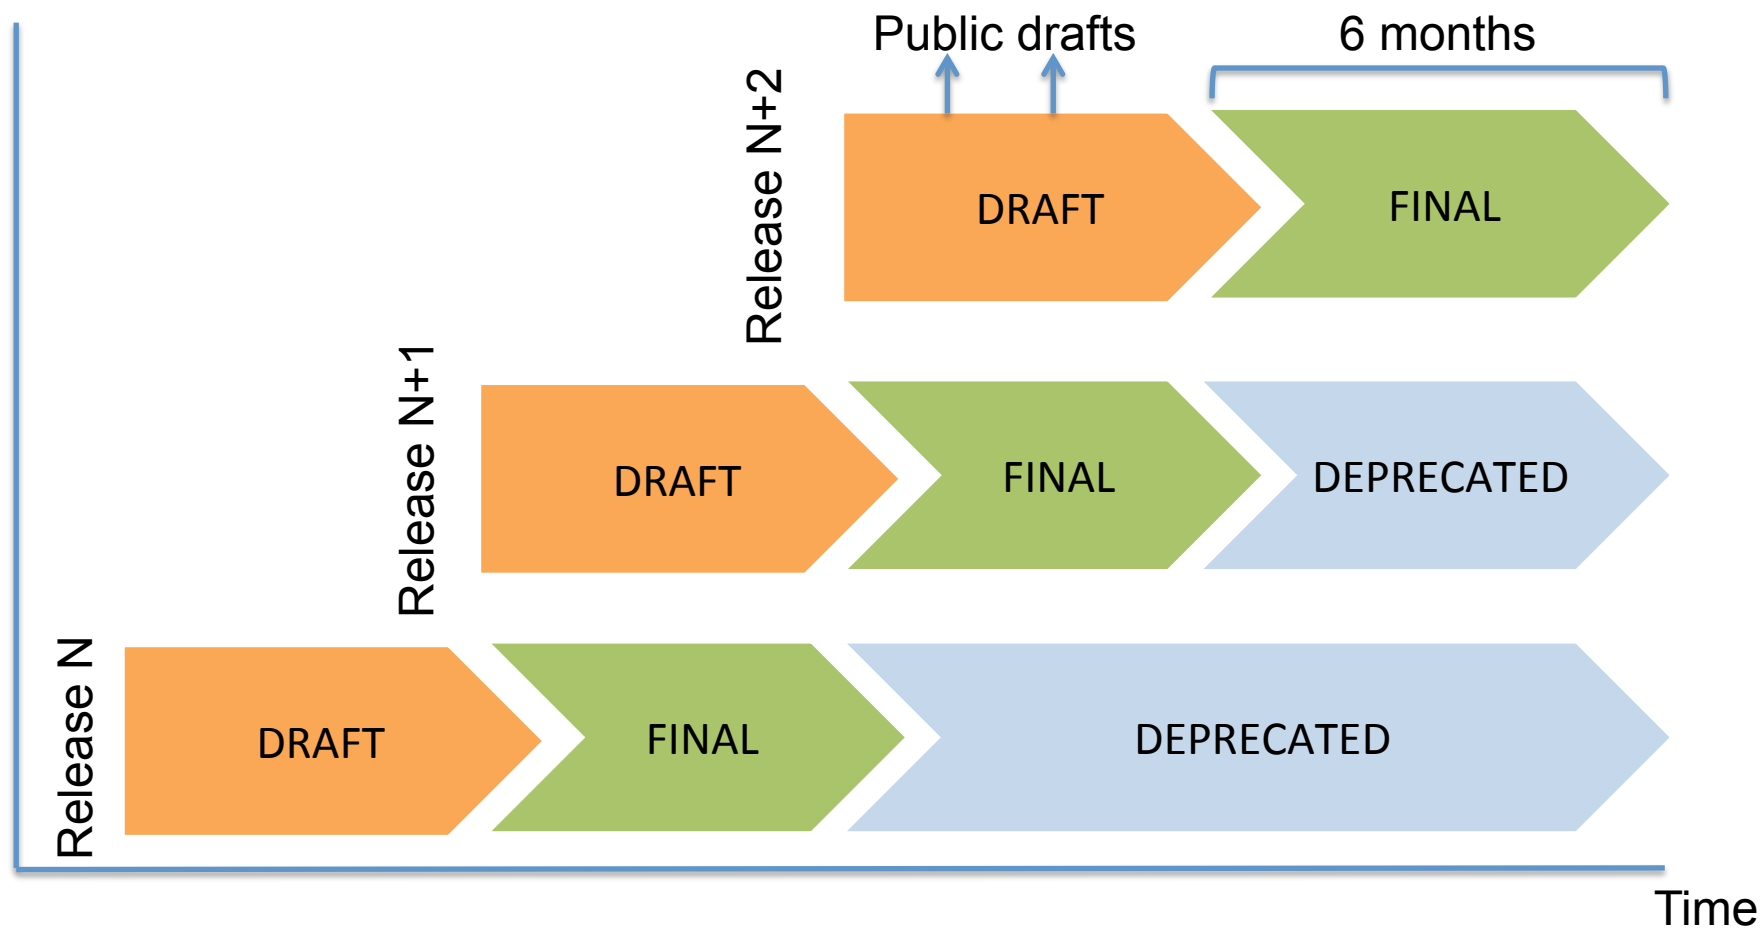 Public drafts
6 months
Release N+2
DRAFT
FINAL
Release N+1
DRAFT
FINAL
DEPRECATED
Release N
DRAFT
FINAL
DEPRECATED
Time